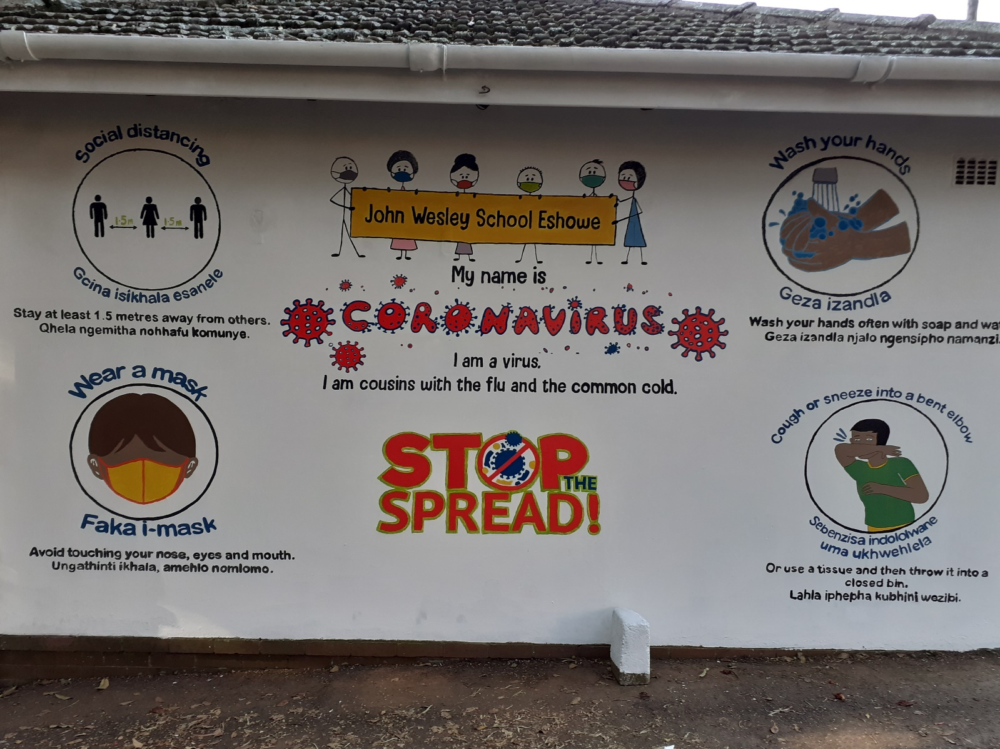 Social distancing
1.5m 1.5m
Gcina isikhala esanele
Stay at least 1.5 metres away from others.
Qhela ngemitha nohhafu komunye.
Wear a mask
Faka i-mask
Avoid touching your nose, eyes and mouth.
Ungathinti ikhala, amehlo nomlomo.
John Wesley School Eshowe
My name is
CORONAVIRUS
I am a virus.
I am cousins with the flu and the common cold.
STOP
THE
SPREAD!
Wash your hands
Geza izandla
Wash your hands often with soap and wa
Geza izandla njalo ngensipho namanzi.
Cough or sneeze into a bent elbow
Sebenzisa indololwane
uma ukhwehlela
Or use a tissue and then throw it into a
closed bin.
Lahla iphepha kubhini wezibi.